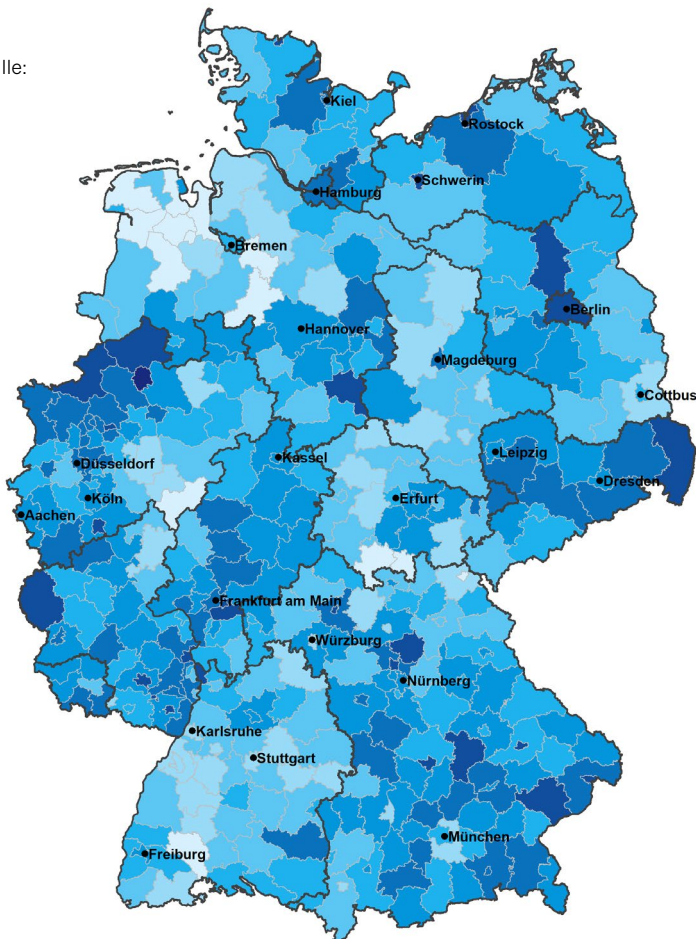 lle:
Kiel
Rostock
Schwerin
Hamburg
Bremen
Berlin
Hannover
Magdeburg
Cottbus
Kassel
Leipzig
Düsseldorf
Dresden
Köln
Erfurt
Aachen
Frankfurt am Main
Würzburg
Nürnberg
Karlsruhe
Stuttgart
München
Freiburg